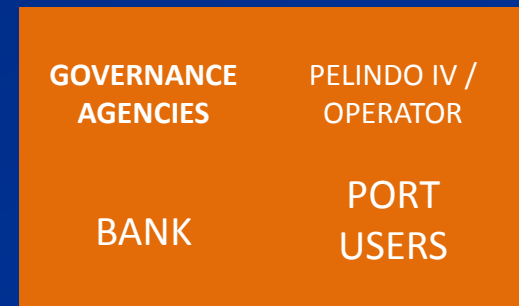 GOVERNANCE
AGENCIES
PELINDO IV /
OPERATOR
BANK
PORT
USERS